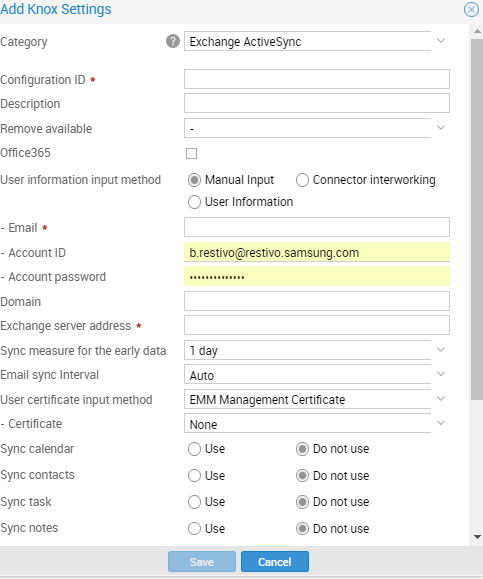 Add Knox Settings
Category ? Exchange ActiveSync
Configuration ID *
Description
Remove available -
Office365
User information input method Manual Input Connector interworking
User Information
- Email *
- Account ID b.restivo@restivo.samsung.com
- Account password ••••••••••••••
Domain
Exchange server address *
Sync measure for the early data 1 day
Email sync Interval Auto
User certificate input method EMM Management Certificate
- Certificate None
Sync calendar Use Do not use
Sync contacts Use Do not use
Sync task Use Do not use
Sync notes Use Do not use
Save Cancel